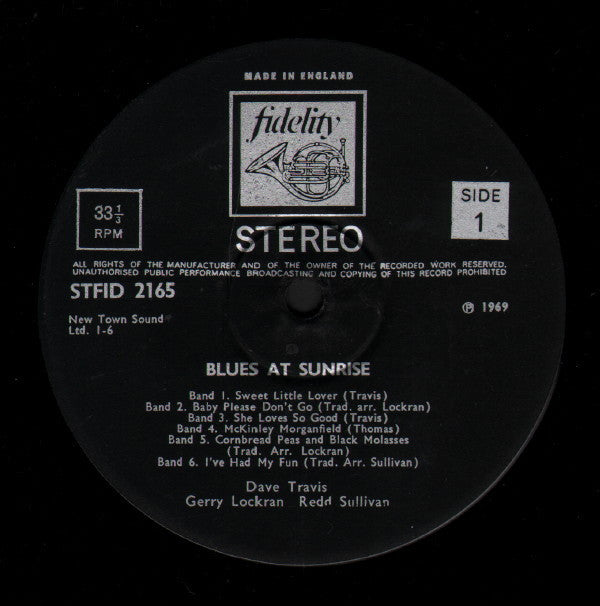 MADE IN ENGLAND
fidelity
33 1/3
RPM
SIDE
1
STEREO
ALL RIGHTS OF THE MANUFACTURER AND OF THE OWNER OF THE RECORDED WORK RESERVED.
UNAUTHORISED PUBLIC PERFORMANCE BROADCASTING AND COPYING OF THIS RECORD PROHIBITED
STFID 2165
New Town Sound
Ltd. 1-6
℗ 1969
BLUES AT SUNRISE
Band 1. Sweet Little Lover (Travis)
Band 2. Baby Please Don't Go (Trad. arr. Lockran)
Band 3. She Loves So Good (Travis)
Band 4. McKinley Morganfield (Thomas)
Band 5. Cornbread Peas and Black Molasses
(Trad. Arr. Lockran)
Band 6. I've Had My Fun (Trad. Arr. Sullivan)
Dave Travis
Gerry Lockran Redd Sullivan